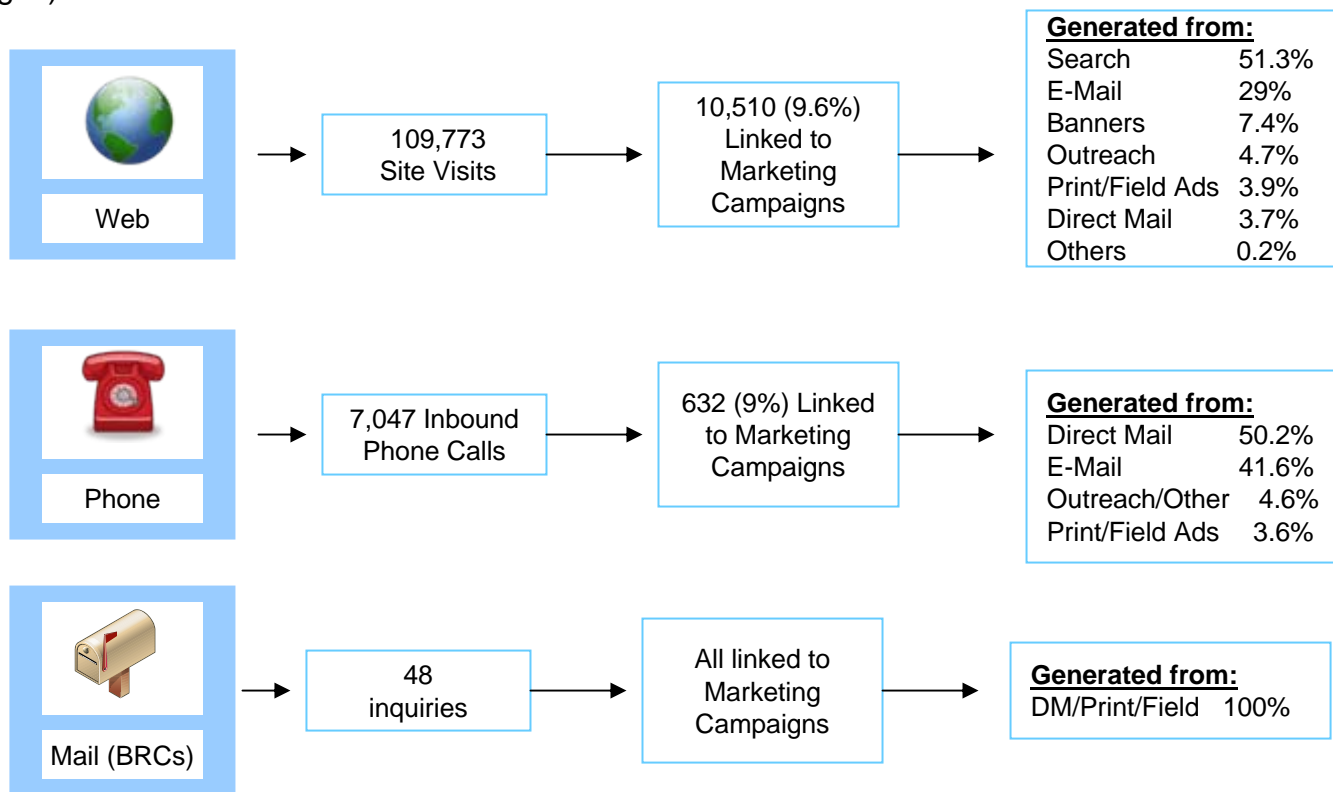 Web
109,773
Site Visits
10,510 (9.6%)
Linked to
Marketing
Campaigns
Generated from:
Search 51.3%
E-Mail 29%
Banners 7.4%
Outreach 4.7%
Print/Field Ads 3.9%
Direct Mail 3.7%
Others 0.2%
Phone
7,047 Inbound
Phone Calls
632 (9%) Linked
to Marketing
Campaigns
Generated from:
Direct Mail 50.2%
E-Mail 41.6%
Outreach/Other 4.6%
Print/Field Ads 3.6%
Mail (BRCs)
48
inquiries
All linked to
Marketing
Campaigns
Generated from:
DM/Print/Field 100%